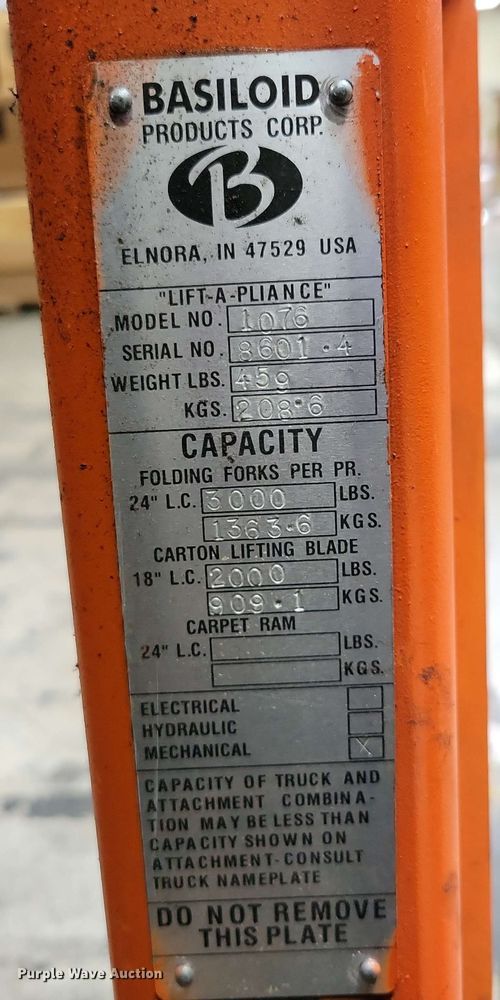 BASILOID
PRODUCTS CORP.
B
ELNORA, IN 47529 USA
"LIFT-A-PLIANCE"
MODEL NO. 1076
SERIAL NO. 8601-4
WEIGHT LBS. 459
KGS. 208.6
CAPACITY
FOLDING FORKS PER PR.
24" L.C. 3000 LBS.
1363.6 KGS.
CARTON LIFTING BLADE
18" L.C. 2000 LBS.
909.1 KGS.
CARPET RAM
24" L.C. LBS.
KGS.
ELECTRICAL
HYDRAULIC
MECHANICAL X
CAPACITY OF TRUCK AND
ATTACHMENT COMBINA-
TION MAY BE LESS THAN
CAPACITY SHOWN ON
ATTACHMENT-CONSULT
TRUCK NAMEPLATE
DO NOT REMOVE
THIS PLATE
Purple Wave Auction